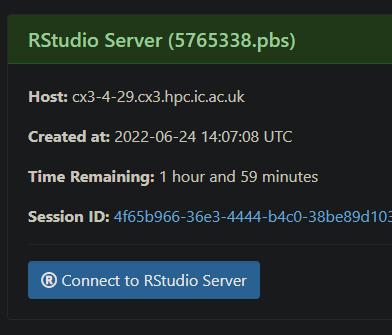 RStudio Server (5765338.pbs)
Host: cx3-4-29.cx3.hpc.ic.ac.uk
Created at: 2022-06-24 14:07:08 UTC
Time Remaining: 1 hour and 59 minutes
Session ID: 4f65b966-36e3-4444-b4c0-38be89d103
® Connect to RStudio Server